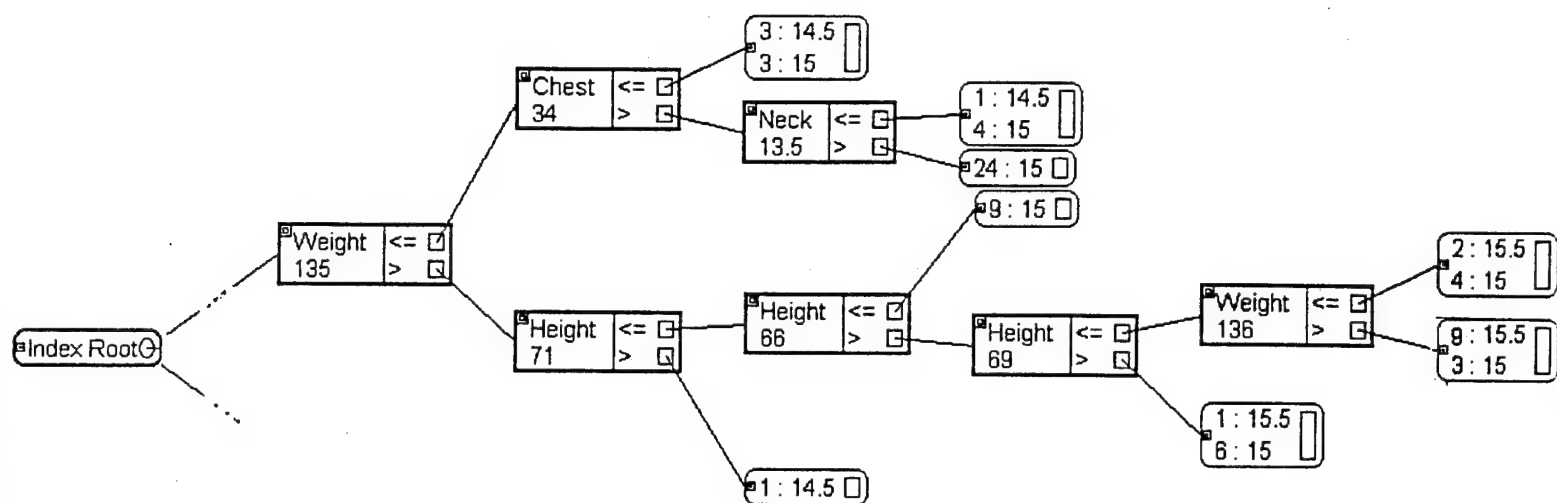 3 : 14.5
3 : 15
Chest <=
34 >
1 : 14.5
4 : 15
Neck <=
13.5 >
24 : 15
9 : 15
Weight <=
135 >
2 : 15.5
4 : 15
Weight <=
136 >
Height <=
66 >
Height <=
71 >
Height <=
69 >
9 : 15.5
3 : 15
Index Root
1 : 15.5
6 : 15
1 : 14.5